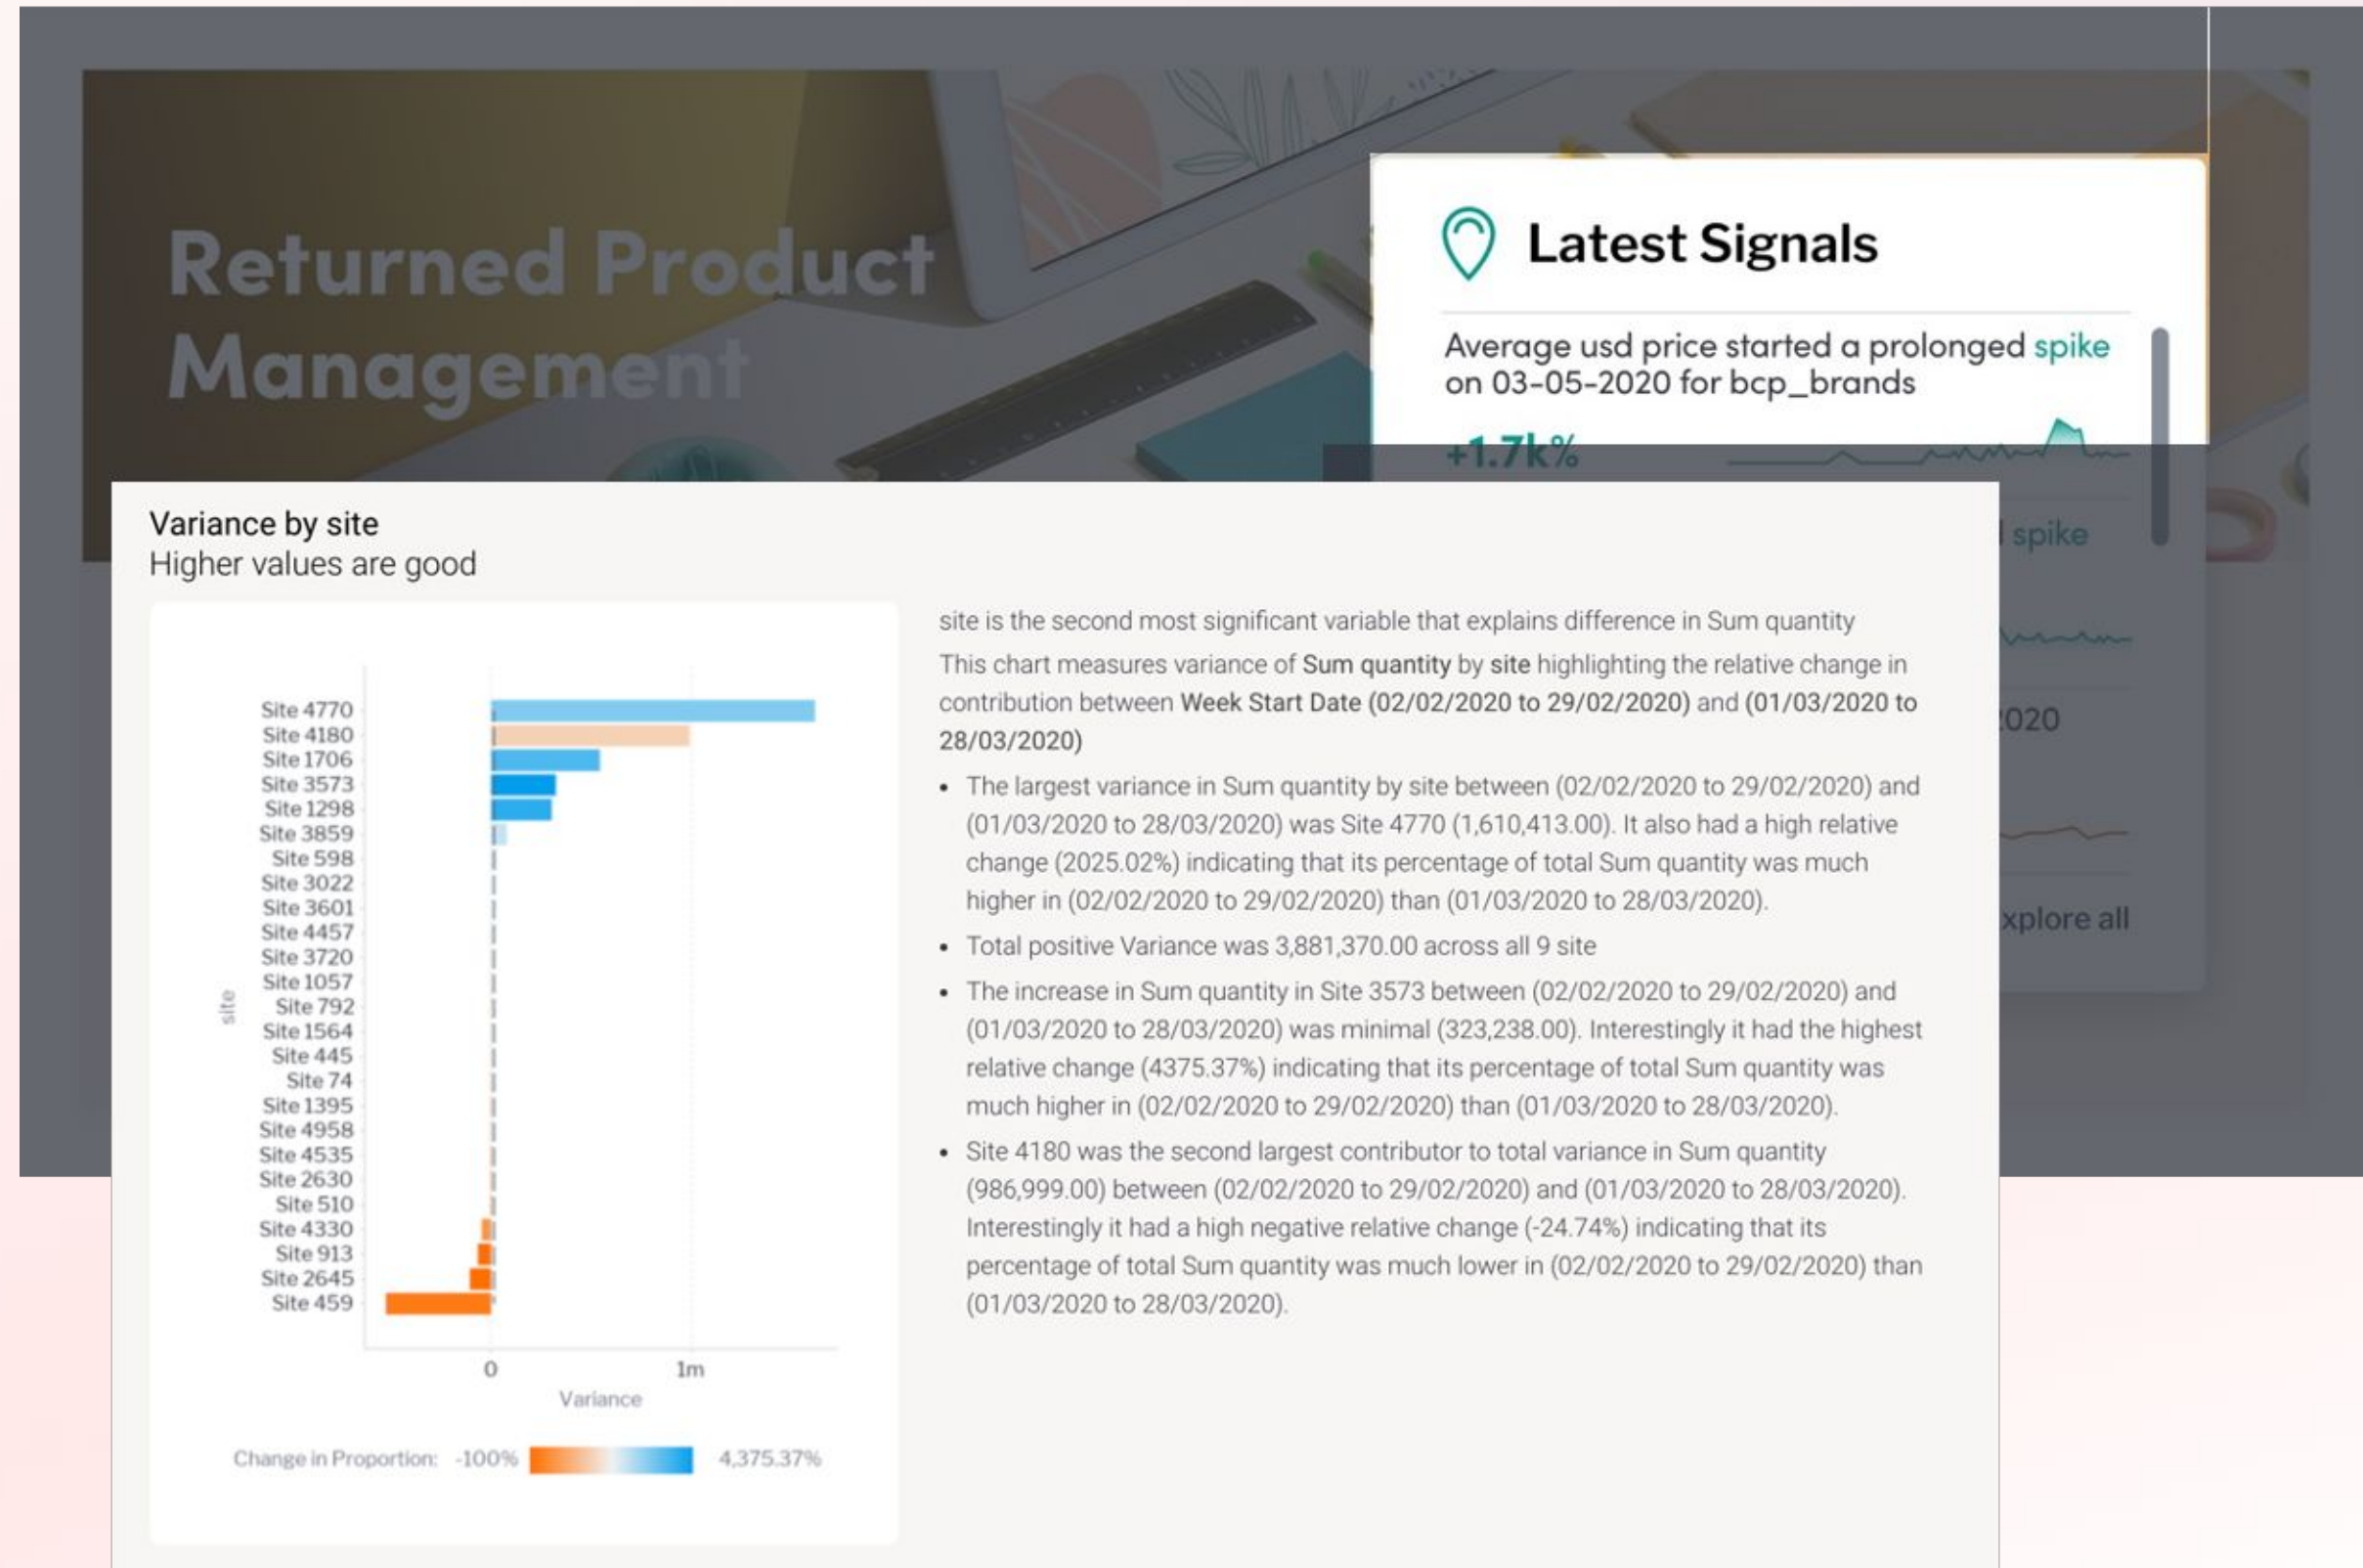 Returned Product
Management
Latest Signals
Average usd price started a prolonged spike
on 03-05-2020 for bcp_brands
+1.7k%
spike
020
xplore all
Variance by site
Higher values are good
site
Site 4770
Site 4180
Site 1706
Site 3573
Site 1298
Site 3859
Site 598
Site 3022
Site 3601
Site 4457
Site 3720
Site 1057
Site 792
Site 1564
Site 445
Site 74
Site 1395
Site 4958
Site 4535
Site 2630
Site 510
Site 4330
Site 913
Site 2645
Site 459
0 1m
Variance
Change in Proportion: -100% 4,375.37%
site is the second most significant variable that explains difference in Sum quantity
This chart measures variance of Sum quantity by site highlighting the relative change in
contribution between Week Start Date (02/02/2020 to 29/02/2020) and (01/03/2020 to
28/03/2020)
• The largest variance in Sum quantity by site between (02/02/2020 to 29/02/2020) and
(01/03/2020 to 28/03/2020) was Site 4770 (1,610,413.00). It also had a high relative
change (2025.02%) indicating that its percentage of total Sum quantity was much
higher in (02/02/2020 to 29/02/2020) than (01/03/2020 to 28/03/2020).
• Total positive Variance was 3,881,370.00 across all 9 site
• The increase in Sum quantity in Site 3573 between (02/02/2020 to 29/02/2020) and
(01/03/2020 to 28/03/2020) was minimal (323,238.00). Interestingly it had the highest
relative change (4375.37%) indicating that its percentage of total Sum quantity was
much higher in (02/02/2020 to 29/02/2020) than (01/03/2020 to 28/03/2020).
• Site 4180 was the second largest contributor to total variance in Sum quantity
(986,999.00) between (02/02/2020 to 29/02/2020) and (01/03/2020 to 28/03/2020).
Interestingly it had a high negative relative change (-24.74%) indicating that its
percentage of total Sum quantity was much lower in (02/02/2020 to 29/02/2020) than
(01/03/2020 to 28/03/2020).